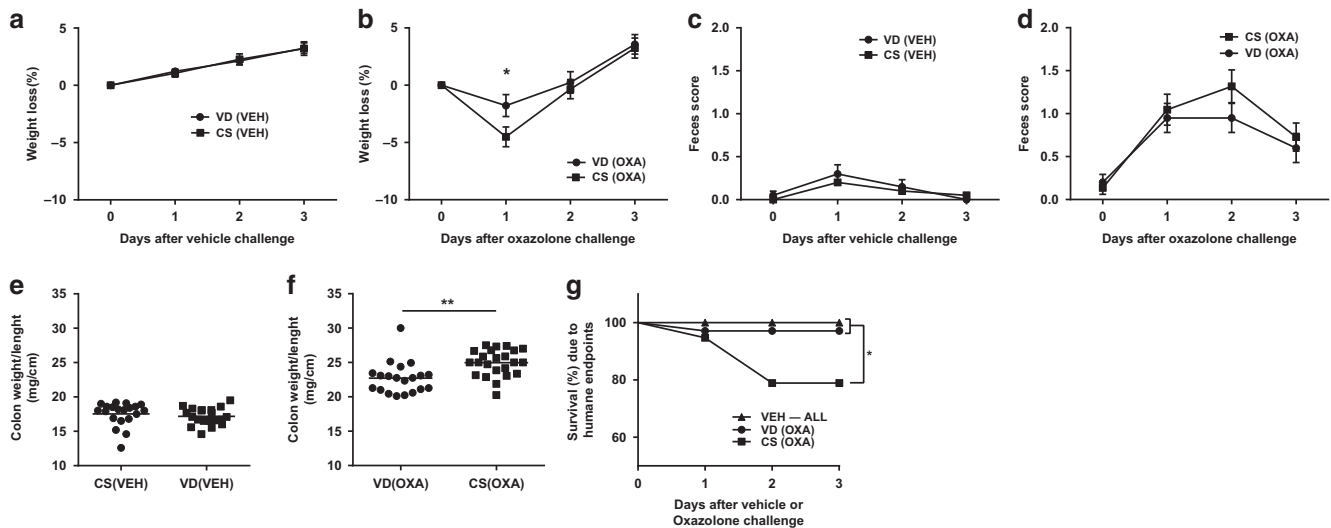 a
5
0
–5
–10
Weight loss (%)
VD (VEH)
CS (VEH)
0 1 2 3
Days after vehicle challenge
b
5
0
–5
–10
Weight loss (%)
*
VD (OXA)
CS (OXA)
0 1 2 3
Days after oxazolone challenge
c
2.0
1.5
1.0
0.5
0.0
Feces score
VD (VEH)
CS (VEH)
0 1 2 3
Days after vehicle challenge
d
2.0
1.5
1.0
0.5
0.0
Feces score
CS (OXA)
VD (OXA)
0 1 2 3
Days after oxazolone challenge
e
35
30
25
20
15
10
Colon weight/lenght
(mg/cm)
CS(VEH) VD(VEH)
f
35
30
25
20
15
10
Colon weight/lenght
(mg/cm)
**
VD(OXA) CS(OXA)
g
100
80
60
Survival (%) due to
humane endpoints
*
VEH — ALL
VD (OXA)
CS (OXA)
0 1 2 3
Days after vehicle or
Oxazolone challenge